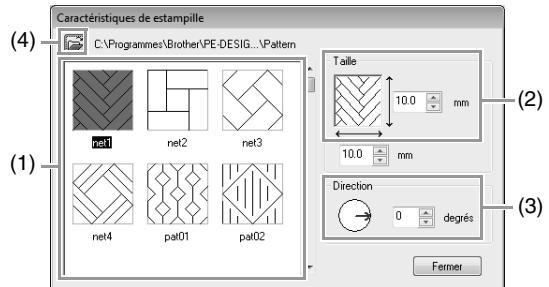 Caractéristiques de estampille
(4)
C:\Programmes\Brother\PE-DESIG...\Pattern
Taille
10.0 mm
(2)
net1 net2 net3
(1)
10.0 mm
Direction
0 degrés
(3)
net4 pat01 pat02
Fermer